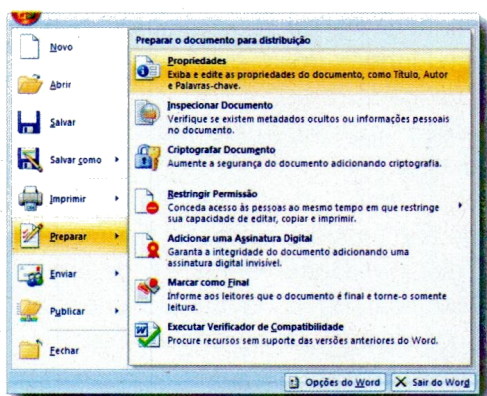 Novo
Abrir
Salvar
Salvar como
Imprimir
Preparar
Enviar
Publicar
Fechar
Preparar o documento para distribuição
Propriedades
Exiba e edite as propriedades do documento, como Título, Autor
e Palavras-chave.
Inspecionar Documento
Verifique se existem metadados ocultos ou informações pessoais
no documento.
Criptografar Documento
Aumente a segurança do documento adicionando criptografia.
Restringir Permissão
Conceda acesso às pessoas ao mesmo tempo em que restringe
sua capacidade de editar, copiar e imprimir.
Adicionar uma Assinatura Digital
Garanta a integridade do documento adicionando uma
assinatura digital invisível.
Marcar como Final
Informe aos leitores que o documento é final e torne-o somente
leitura.
Executar Verificador de Compatibilidade
Procure recursos sem suporte das versões anteriores do Word.
Opções do Word
Sair do Word